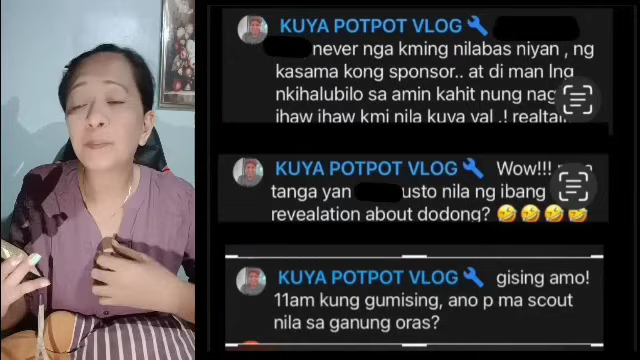 KUYA POTPOT VLOG
never nga kming nilabas niyan , ng
kasama kong sponsor.. at di man lng
nkihalubilo sa amin kahit nung
ihaw ihaw kmi nila kuya val .! realtalk
KUYA POTPOT VLOG Wow!!!
tanga yan usto nila ng ibang
revealation about dodong? 🤣🤣🤣🤣
KUYA POTPOT VLOG gising amo!
11am kung gumising, ano p ma scout
nila sa ganung oras?